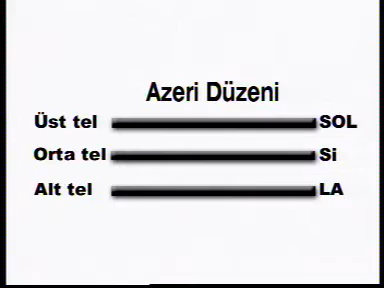 Azeri Düzeni
Üst tel SOL
Orta tel Si
Alt tel LA